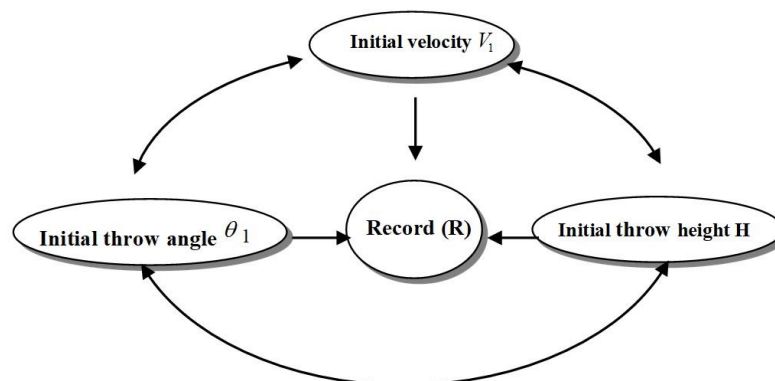 Initial velocity V₁
Initial throw angle θ₁
Record (R)
Initial throw height H